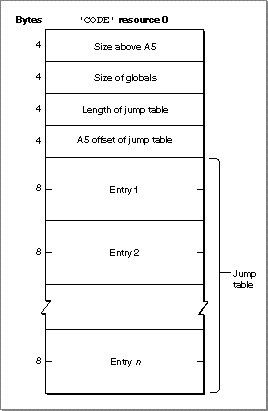 Bytes 'CODE' resource 0
4 Size above A5
4 Size of globals
4 Length of jump table
4 A5 offset of jump table
8 Entry 1
8 Entry 2
Jump
table
8 Entry n